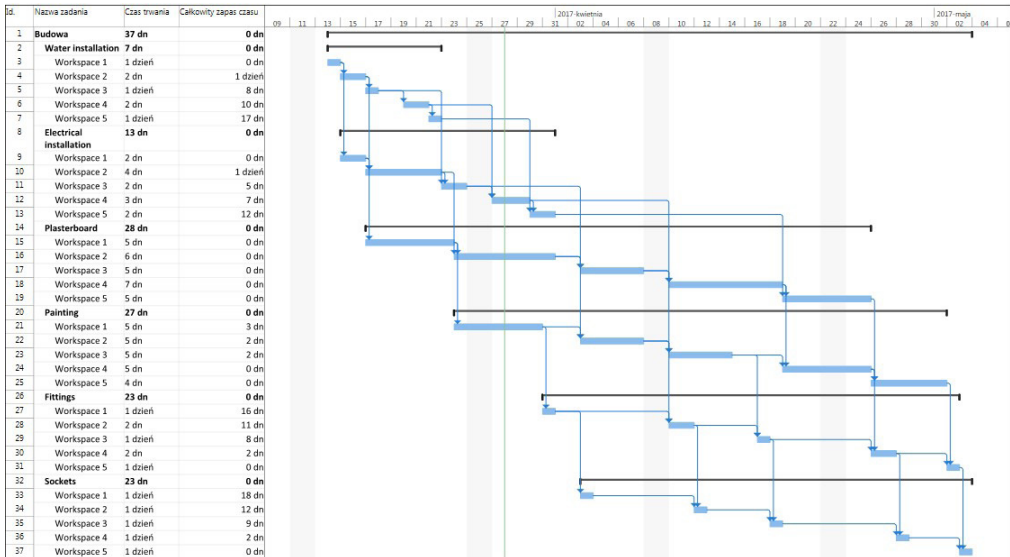 2017-kwietnia 2017-maja
Id. Nazwa zadania Czas trwania Całkowity zapas czasu 09 11 13 15 17 19 21 23 25 27 29 31 02 04 06 08 10 12 14 16 18 20 22 24 26 28 30 02 04
1 Budowa 37 dn 0 dn
2 Water installation 7 dn 0 dn
3 Workspace 1 1 dzień 0 dn
4 Workspace 2 2 dn 1 dzień
5 Workspace 3 1 dzień 8 dn
6 Workspace 4 2 dn 10 dn
7 Workspace 5 1 dzień 17 dn
8 Electrical 13 dn 0 dn
installation
9 Workspace 1 2 dn 0 dn
10 Workspace 2 4 dn 1 dzień
11 Workspace 3 2 dn 5 dn
12 Workspace 4 3 dn 7 dn
13 Workspace 5 2 dn 12 dn
14 Plasterboard 28 dn 0 dn
15 Workspace 1 5 dn 0 dn
16 Workspace 2 6 dn 0 dn
17 Workspace 3 5 dn 0 dn
18 Workspace 4 7 dn 0 dn
19 Workspace 5 5 dn 0 dn
20 Painting 27 dn 0 dn
21 Workspace 1 5 dn 3 dn
22 Workspace 2 5 dn 2 dn
23 Workspace 3 5 dn 2 dn
24 Workspace 4 5 dn 0 dn
25 Workspace 5 4 dn 0 dn
26 Fittings 23 dn 0 dn
27 Workspace 1 1 dzień 16 dn
28 Workspace 2 2 dn 11 dn
29 Workspace 3 1 dzień 8 dn
30 Workspace 4 2 dn 2 dn
31 Workspace 5 1 dzień 0 dn
32 Sockets 23 dn 0 dn
33 Workspace 1 1 dzień 18 dn
34 Workspace 2 1 dzień 12 dn
35 Workspace 3 1 dzień 9 dn
36 Workspace 4 1 dzień 2 dn
37 Workspace 5 1 dzień 0 dn